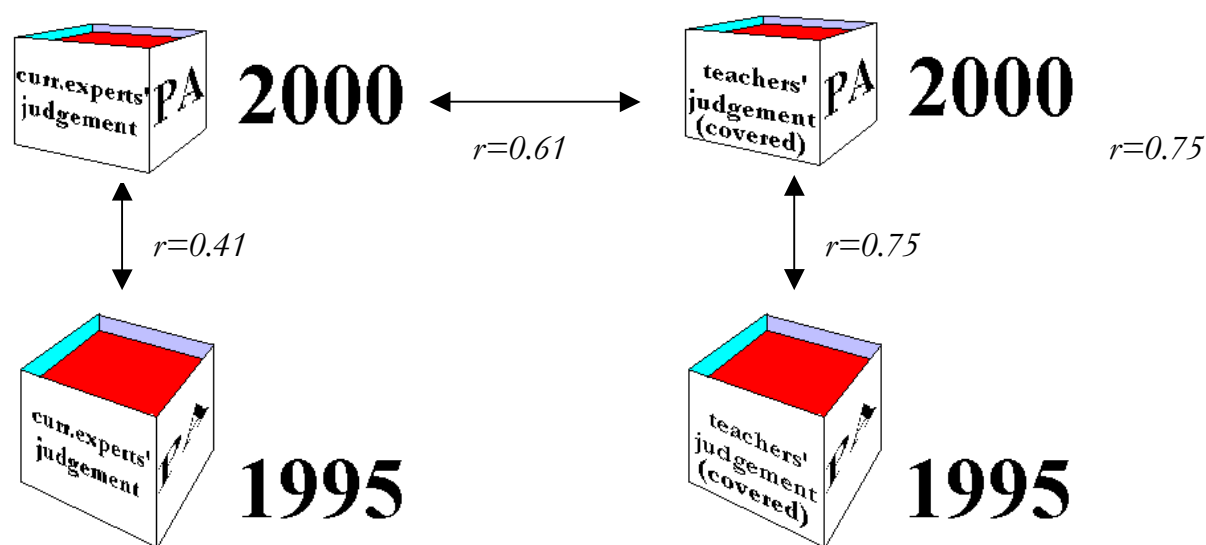 curr.experts'
judgement
PA
2000
r=0.61
teachers'
judgement
(covered)
PA
2000
r=0.75
r=0.41
r=0.75
curr.experts'
judgement
1995
teachers'
judgement
(covered)
1995